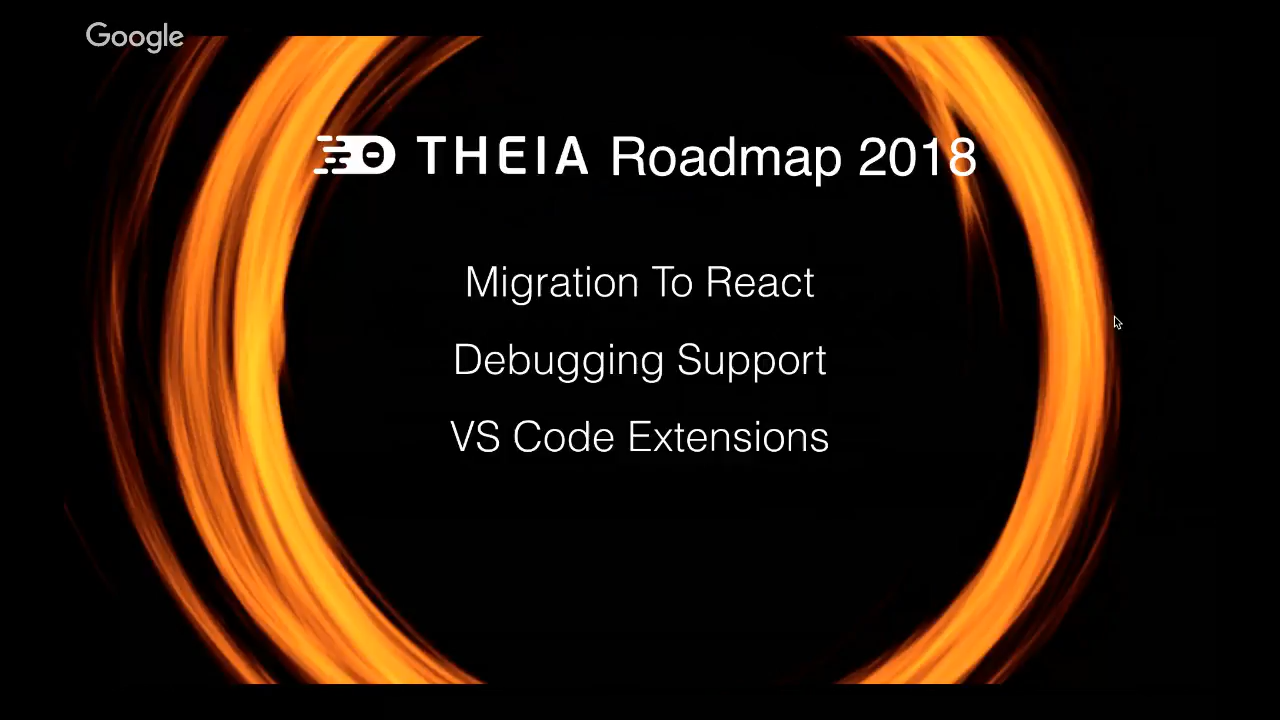 Google
THEIA Roadmap 2018
Migration To React
Debugging Support
VS Code Extensions